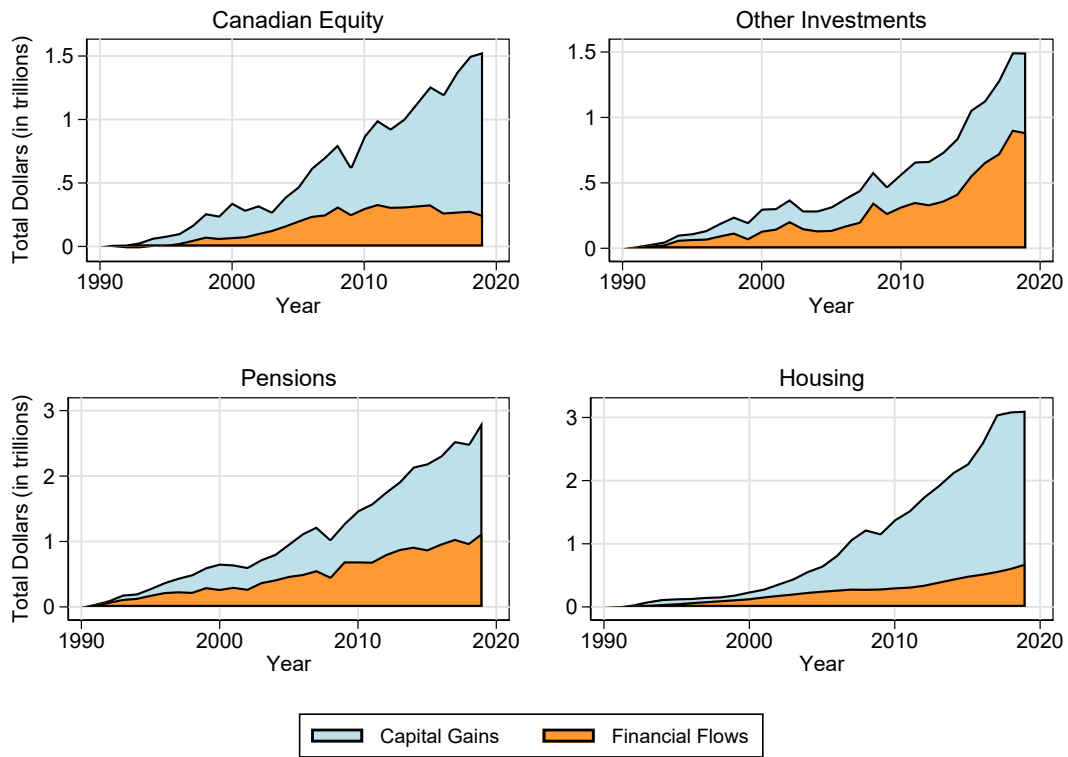 Canadian Equity
Total Dollars (in trillions)
1.5
1
.5
0
1990 2000 2010 2020
Year
Other Investments
1.5
1
.5
0
1990 2000 2010 2020
Year
Pensions
Total Dollars (in trillions)
3
2
1
0
1990 2000 2010 2020
Year
Housing
3
2
1
0
1990 2000 2010 2020
Year
Capital Gains Financial Flows